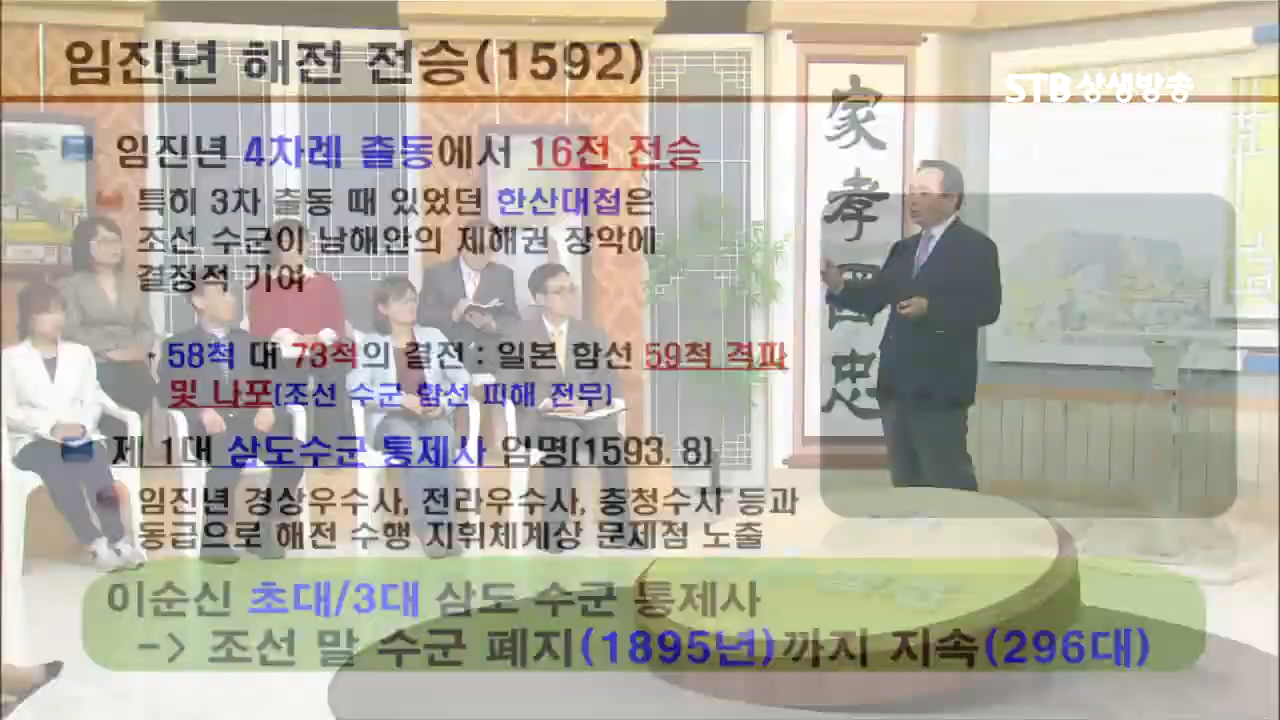 임진년 해전 전승(1592)
STB상생방송
임진년 4차례 출동에서 16전 전승
특히 3차 출동 때 있었던 한산대첩은
조선 수군이 남해안의 제해권 장악에
결정적 기여
58척 대 73척의 결전 : 일본 함선 59척 격파
및 나포(조선 수군 함선 피해 전무)
제 1대 삼도수군 통제사 임명(1593. 8)
임진년 경상우수사, 전라우수사, 충청수사 등과
동급으로 해전 수행 지휘체계상 문제점 노출
이순신 초대/3대 삼도 수군 통제사
-> 조선 말 수군 폐지(1895년)까지 지속(296대)
家
孝
四
忠